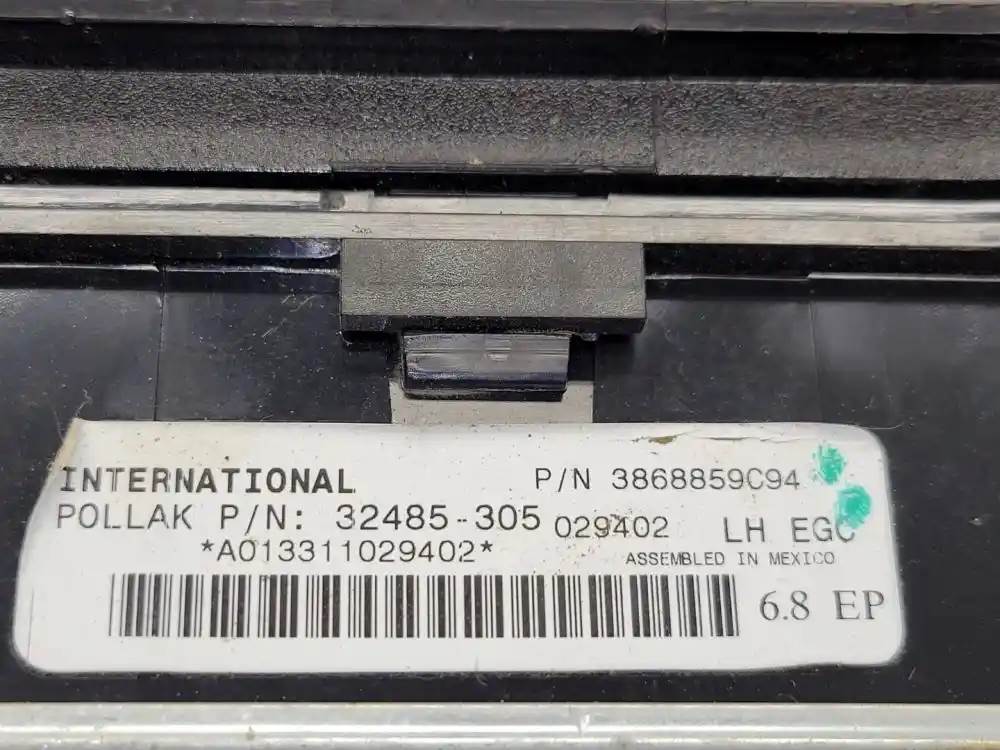 INTERNATIONAL P/N 3868859C94
POLLAK P/N: 32485-305 029402 LH EGC
*A013311029402* ASSEMBLED IN MEXICO
6.8 EP